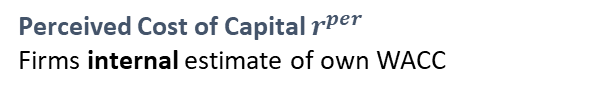 Perceived Cost of Capital r^per
Firms internal estimate of own WACC